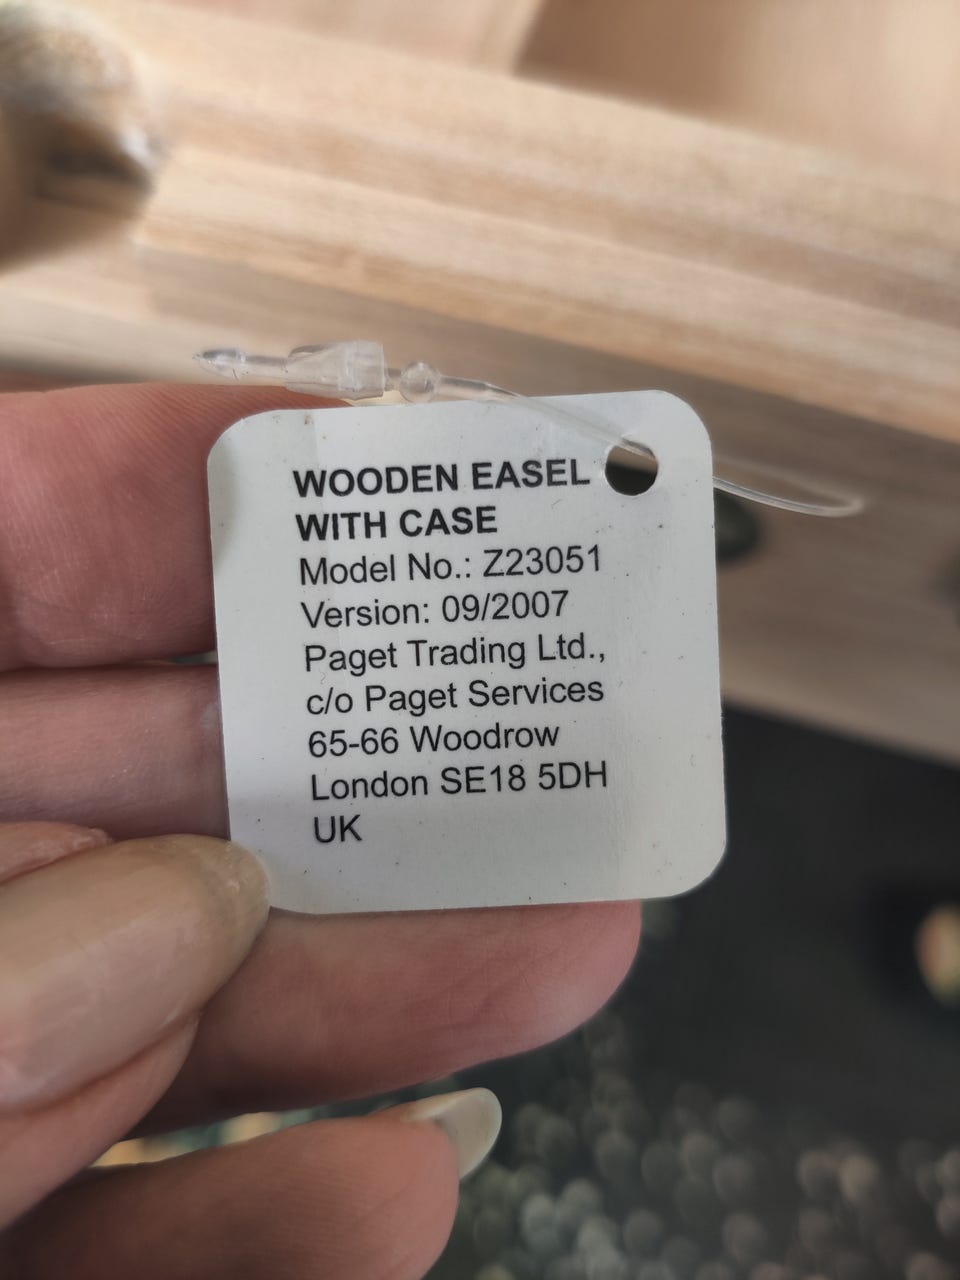 WOODEN EASEL
WITH CASE
Model No.: Z23051
Version: 09/2007
Paget Trading Ltd.,
c/o Paget Services
65-66 Woodrow
London SE18 5DH
UK